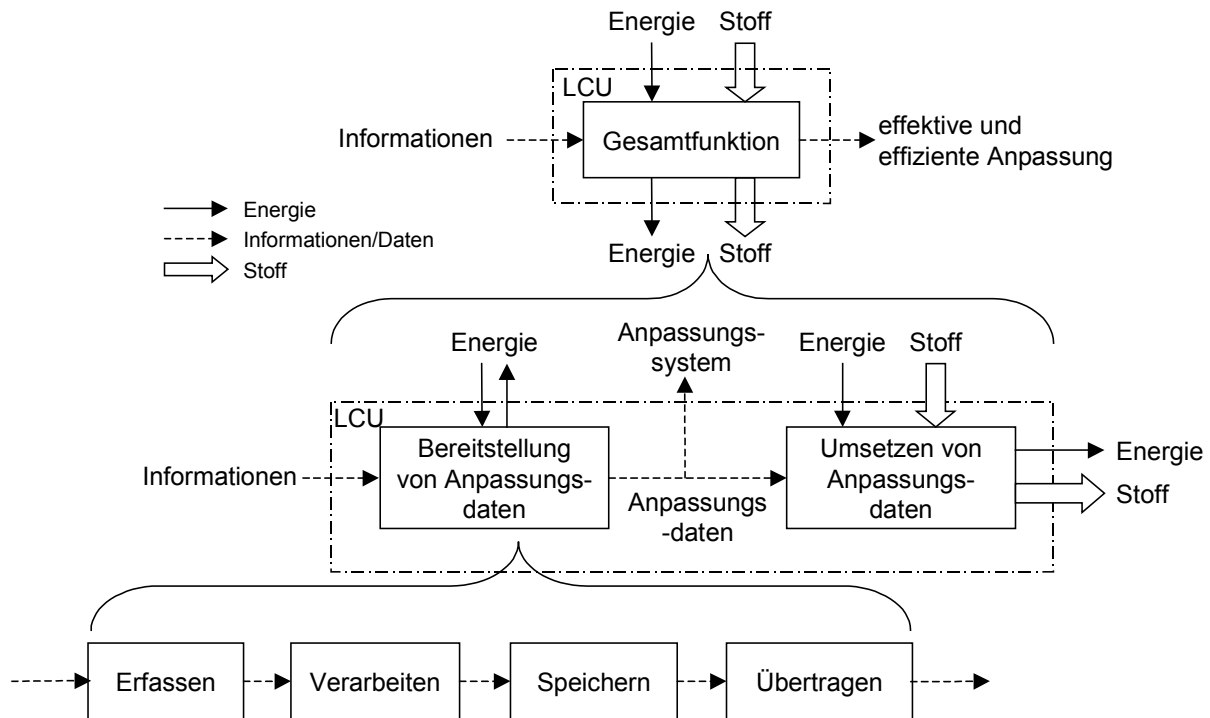 Energie Stoff
LCU
Informationen
Gesamtfunktion
effektive und
effiziente Anpassung
Energie
Informationen/Daten
Stoff
Energie Stoff
Energie
Anpassungs-
system
Energie Stoff
LCU
Informationen
Bereitstellung
von Anpassungs-
daten
Anpassungs
-daten
Umsetzen von
Anpassungs-
daten
Energie
Stoff
Erfassen
Verarbeiten
Speichern
Übertragen